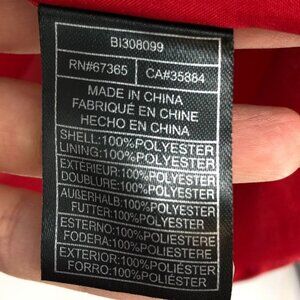 BI308099
RN#67365 CA#35884
MADE IN CHINA
FABRIQUÉ EN CHINE
HECHO EN CHINA
SHELL:100%POLYESTER
LINING:100%POLYESTER
EXTÉRIEUR:100%POLYESTER
DOUBLURE:100%POLYESTER
AUẞERHALB:100%POLYESTER
FUTTER:100%POLYESTER
ESTERNO:100%POLIESTERE
FODERA:100%POLIESTERE
EXTERIOR:100%POLIÉSTER
FORRO:100%POLIÉSTER